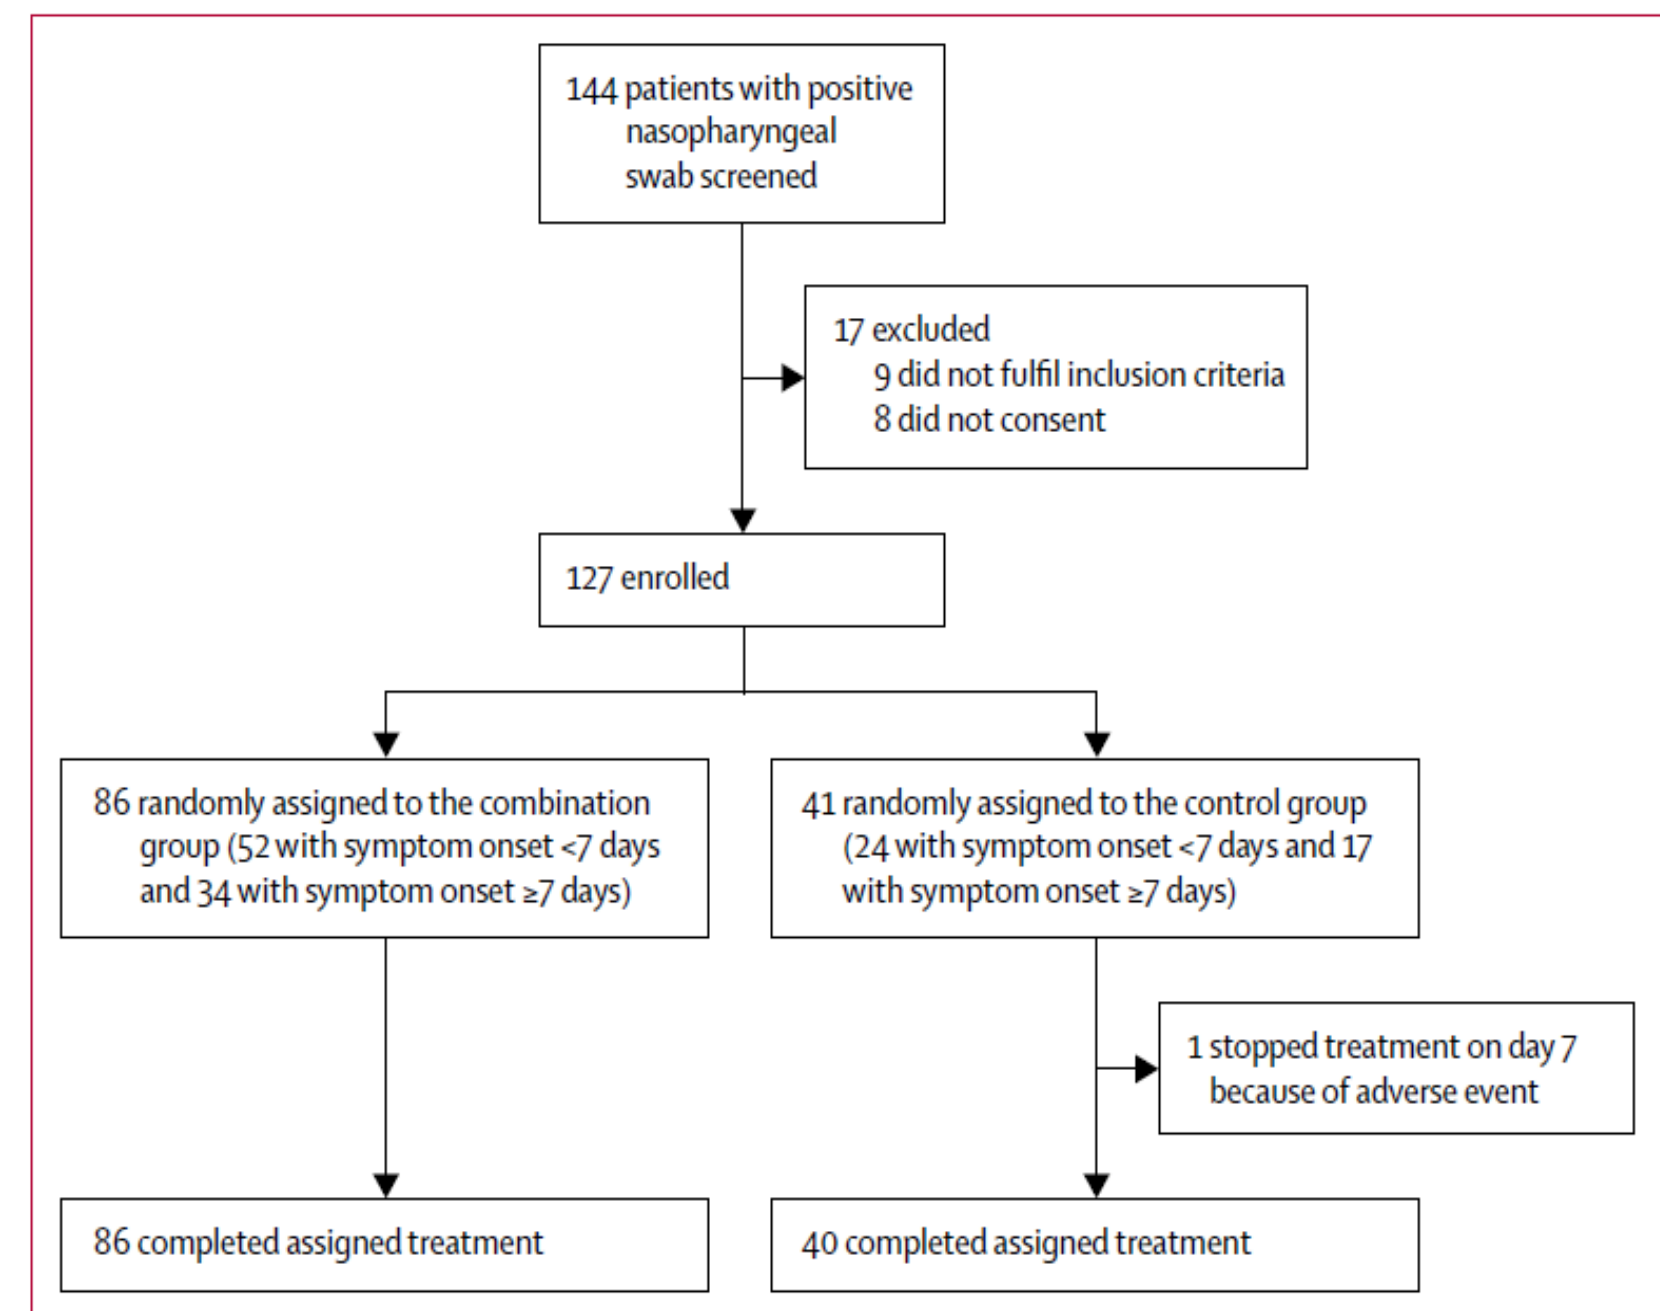 144 patients with positive
nasopharyngeal
swab screened
17 excluded
9 did not fulfil inclusion criteria
8 did not consent
127 enrolled
86 randomly assigned to the combination
group (52 with symptom onset <7 days
and 34 with symptom onset ≥7 days)
41 randomly assigned to the control group
(24 with symptom onset <7 days and 17
with symptom onset ≥7 days)
1 stopped treatment on day 7
because of adverse event
86 completed assigned treatment
40 completed assigned treatment